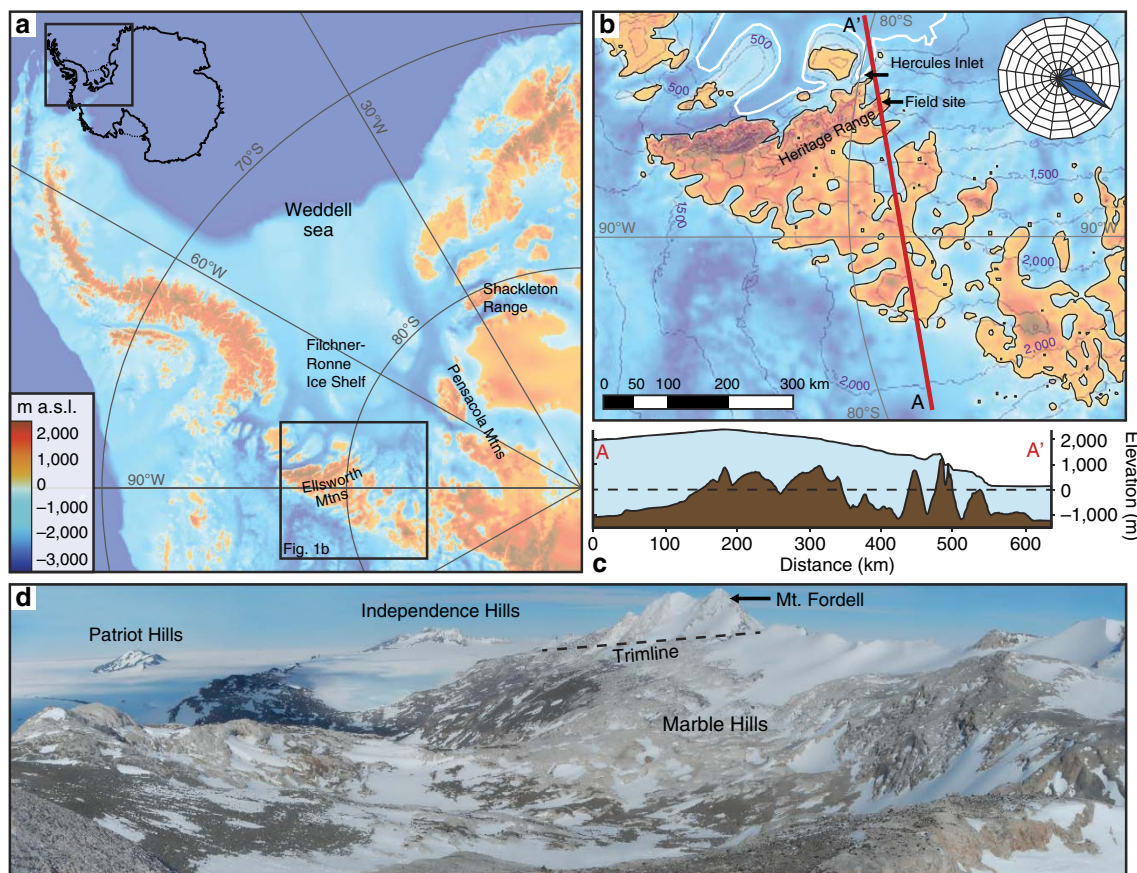 a
30°W
70°S
Weddell
sea
60°W
Shackleton
Range
80°S
Filchner-
Ronne
Ice Shelf
Pensacola Mtns
m a.s.l.
2,000
1,000
0
−1,000
−2,000
−3,000
90°W
Ellsworth
Mtns
Fig. 1b
b
A'
80°S
500
Hercules Inlet
500
Field site
Heritage Range
1,500
1500
90°W
90°W
2,000
2,000
2,000
0 100 200 300 km
A
80°S
A
A'
2,000
1,000
0
−1,000
Elevation (m)
0 100 200 300 400 500 600
c
Distance (km)
d
Mt. Fordell
Independence Hills
Patriot Hills
Trimline
Marble Hills